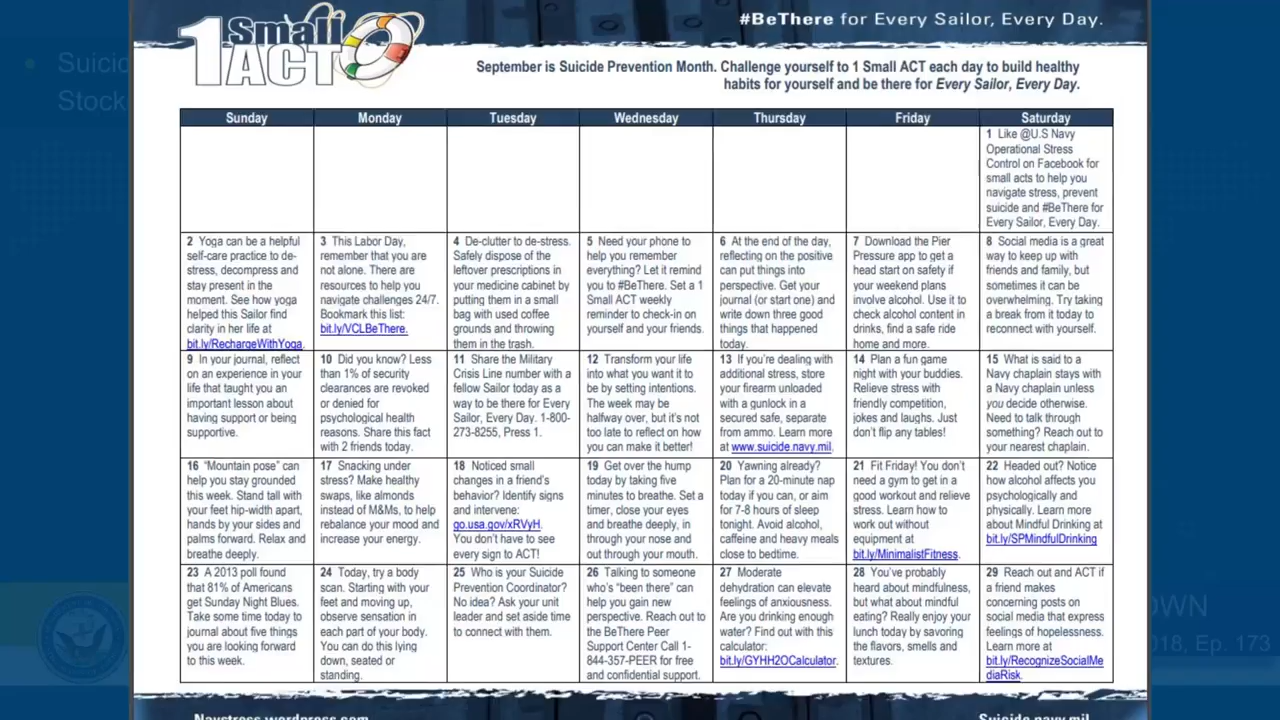 1 Small ACT
#BeThere for Every Sailor, Every Day.
September is Suicide Prevention Month. Challenge yourself to 1 Small ACT each day to build healthy
habits for yourself and be there for Every Sailor, Every Day.
Sunday Monday Tuesday Wednesday Thursday Friday Saturday
1 Like @U.S Navy
Operational Stress
Control on Facebook for
small acts to help you
navigate stress, prevent
suicide and #BeThere for
Every Sailor, Every Day.
2 Yoga can be a helpful
self-care practice to de-
stress, decompress and
stay present in the
moment. See how yoga
helped this Sailor find
clarity in her life at
bit.ly/RechargeWithYoga.
3 This Labor Day,
remember that you are
not alone. There are
resources to help you
navigate challenges 24/7.
Bookmark this list:
bit.ly/VCLBeThere.
4 De-clutter to de-stress.
Safely dispose of the
leftover prescriptions in
your medicine cabinet by
putting them in a small
bag with used coffee
grounds and throwing
them in the trash.
5 Need your phone to
help you remember
everything? Let it remind
you to #BeThere. Set a 1
Small ACT weekly
reminder to check-in on
yourself and your friends.
6 At the end of the day,
reflecting on the positive
can put things into
perspective. Get your
journal (or start one) and
write down three good
things that happened
today.
7 Download the Pier
Pressure app to get a
head start on safety if
your weekend plans
involve alcohol. Use it to
check alcohol content in
drinks, find a safe ride
home and more.
8 Social media is a great
way to keep up with
friends and family, but
sometimes it can be
overwhelming. Try taking
a break from it today to
reconnect with yourself.
9 In your journal, reflect
on an experience in your
life that taught you an
important lesson about
having support or being
supportive.
10 Did you know? Less
than 1% of security
clearances are revoked
or denied for
psychological health
reasons. Share this fact
with 2 friends today.
11 Share the Military
Crisis Line number with a
fellow Sailor today as a
way to be there for Every
Sailor, Every Day. 1-800-
273-8255, Press 1.
12 Transform your life
into what you want it to
be by setting intentions.
The week may be
halfway over, but it's not
too late to reflect on how
you can make it better!
13 If you're dealing with
additional stress, store
your firearm unloaded
with a gunlock in a
secured safe, separate
from ammo. Learn more
at www.suicide.navy.mil.
14 Plan a fun game
night with your buddies.
Relieve stress with
friendly competition,
jokes and laughs. Just
don't flip any tables!
15 What is said to a
Navy chaplain stays with
a Navy chaplain unless
you decide otherwise.
Need to talk through
something? Reach out to
your nearest chaplain.
16 "Mountain pose" can
help you stay grounded
this week. Stand tall with
your feet hip-width apart,
hands by your sides and
palms forward. Relax and
breathe deeply.
17 Snacking under
stress? Make healthy
swaps, like almonds
instead of M&Ms, to help
rebalance your mood and
increase your energy.
18 Noticed small
changes in a friend's
behavior? Identify signs
and intervene:
go.usa.gov/xRVyH.
You don't have to see
every sign to ACT!
19 Get over the hump
today by taking five
minutes to breathe. Set a
timer, close your eyes
and breathe deeply, in
through your nose and
out through your mouth.
20 Yawning already?
Plan for a 20-minute nap
today if you can, or aim
for 7-8 hours of sleep
tonight. Avoid alcohol,
caffeine and heavy meals
close to bedtime.
21 Fit Friday! You don't
need a gym to get in a
good workout and relieve
stress. Learn how to
work out without
equipment at
bit.ly/MinimalistFitness.
22 Headed out? Notice
how alcohol affects you
psychologically and
physically. Learn more
about Mindful Drinking at
bit.ly/SPMindfulDrinking
23 A 2013 poll found
that 81% of Americans
get Sunday Night Blues.
Take some time today to
journal about five things
you are looking forward
to this week.
24 Today, try a body
scan. Starting with your
feet and moving up,
observe sensation in
each part of your body.
You can do this lying
down, seated or
standing.
25 Who is your Suicide
Prevention Coordinator?
No idea? Ask your unit
leader and set aside time
to connect with them.
26 Talking to someone
who's "been there" can
help you gain new
perspective. Reach out to
the BeThere Peer
Support Center Call 1-
844-357-PEER for free
and confidential support.
27 Moderate
dehydration can elevate
feelings of anxiousness.
Are you drinking enough
water? Find out with this
calculator:
bit.ly/GYHH2OCalculator.
28 You've probably
heard about mindfulness,
but what about mindful
eating? Really enjoy your
lunch today by savoring
the flavors, smells and
textures.
29 Reach out and ACT if
a friend makes
concerning posts on
social media that express
feelings of hopelessness.
Learn more at
bit.ly/RecognizeSocialMe
diaRisk.
Navstress.wordpress.com
Suicide.navy.mil
Suicid
Stock
OWN
018, Ep. 173